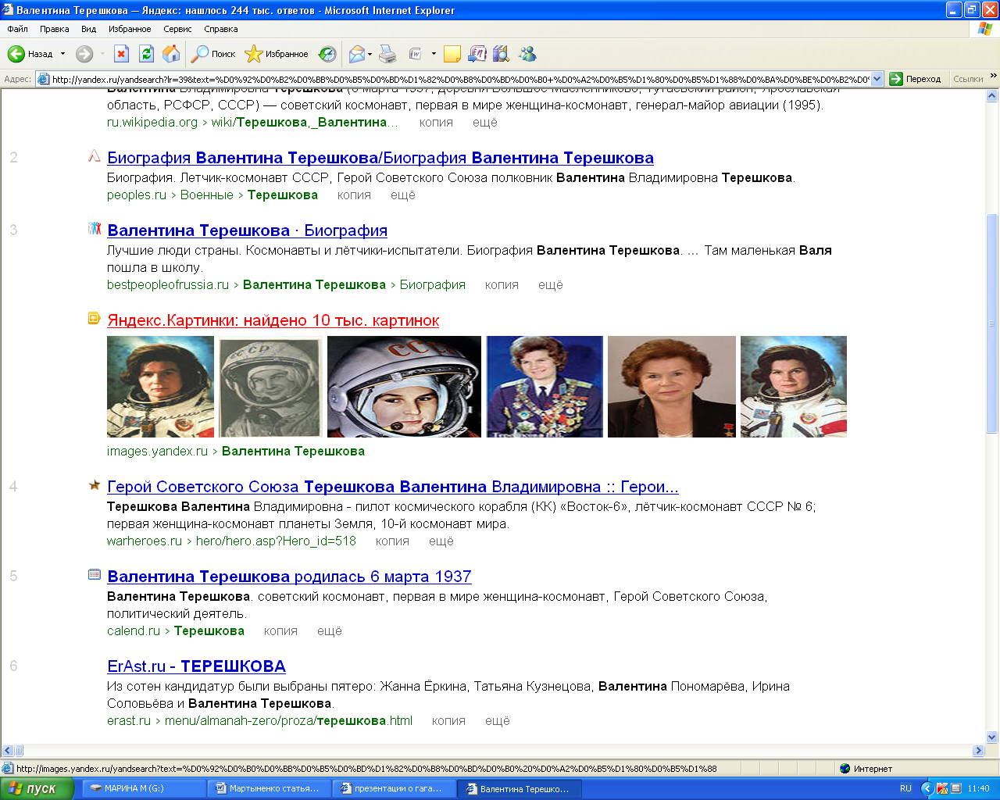 Валентина Терешкова — Яндекс: нашлось 244 тыс. ответов - Microsoft Internet Explorer
Файл Правка Вид Избранное Сервис Справка
Назад Поиск Избранное
Адрес: http://yandex.ru/yandsearch?lr=39&text=%D0%92%D0%B2%D0%BB%D0%B5%D0%BD%D1%82%D0%B8%D0%BD%D0%B0+%D0%A2%D0%B5%D1%80%D0%B5%D1%88%D0%BA%D0%BE%D0%B2%D0 Переход Ссылки »
Валентина Владимировна Терешкова (6 марта 1937, деревня Большое Масленниково, Тутаевский район, Ярославская
область, РСФСР, СССР) — советский космонавт, первая в мире женщина-космонавт, генерал-майор авиации (1995).
ru.wikipedia.org › wiki/Терешкова,_Валентина... копия ещё
2 Биография Валентина Терешкова/Биография Валентина Терешкова
Биография. Летчик-космонавт СССР, Герой Советского Союза полковник Валентина Владимировна Терешкова.
peoples.ru › Военные › Терешкова копия ещё
3 Валентина Терешкова · Биография
Лучшие люди страны. Космонавты и лётчики-испытатели. Биография Валентина Терешкова. ... Там маленькая Валя
пошла в школу.
bestpeopleofrussia.ru › Валентина Терешкова › Биография копия ещё
Яндекс.Картинки: найдено 10 тыс. картинок
СССР
СССР
images.yandex.ru › Валентина Терешкова
4 Герой Советского Союза Терешкова Валентина Владимировна :: Герои...
Терешкова Валентина Владимировна - пилот космического корабля (КК) «Восток-6», лётчик-космонавт СССР № 6;
первая женщина-космонавт планеты Земля, 10-й космонавт мира.
warheroes.ru › hero/hero.asp?Hero_id=518 копия ещё
5 Валентина Терешкова родилась 6 марта 1937
Валентина Терешкова. советский космонавт, первая в мире женщина-космонавт, Герой Советского Союза,
политический деятель.
calend.ru › Терешкова копия ещё
6 ErAst.ru - ТЕРЕШКОВА
Из сотен кандидатур были выбраны пятеро: Жанна Ёркина, Татьяна Кузнецова, Валентина Пономарёва, Ирина
Соловьёва и Валентина Терешкова.
erast.ru › menu/almanah-zero/proza/терешкова.html копия ещё
http://images.yandex.ru/yandsearch?text=%D0%92%D0%B0%D0%BB%D0%B5%D0%BD%D1%82%D0%B8%D0%BD%D0%B0%20%D0%A2%D0%B5%D1%80%D0%B5%D1%88 Интернет
пуск МАРИНА М (G:) Мартыненко статья... презентации о гага... Валентина Терешко... RU 11:40